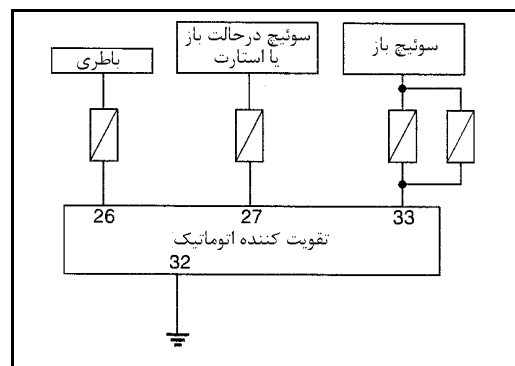 باطری
سوئیچ درحالت باز
یا استارت
سوئیچ باز
26
27
33
تقویت کننده اتوماتیک
32